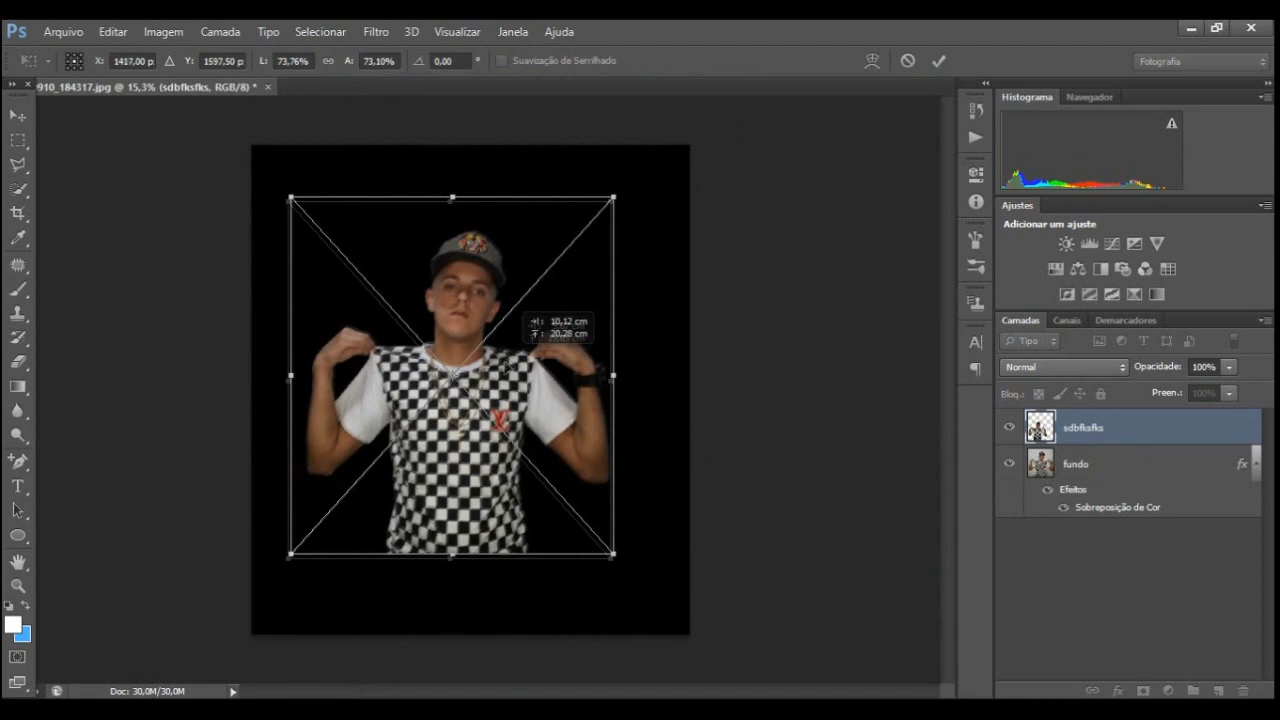 Ps Arquivo Editar Imagem Camada Tipo Selecionar Filtro 3D Visualizar Janela Ajuda
X: 1417,00 p: Y: 1597,50 p: L: 73,76% A: 73,10% 0,00 ° Suavização de Serrilhado Fotografia
910_184317.jpg @ 15,3% (sdbfksfks, RGB/8) * ×
Histograma Navegador
Ajustes
Adicionar um ajuste
Camadas Canais Demarcadores
Tipo
Normal Opacidade: 100%
Bloq.: Preen.: 100%
sdbfksfks
fundo fx
Efeitos
Sobreposição de Cor
10,12 cm
20,28 cm
Doc: 30,0M/30,0M